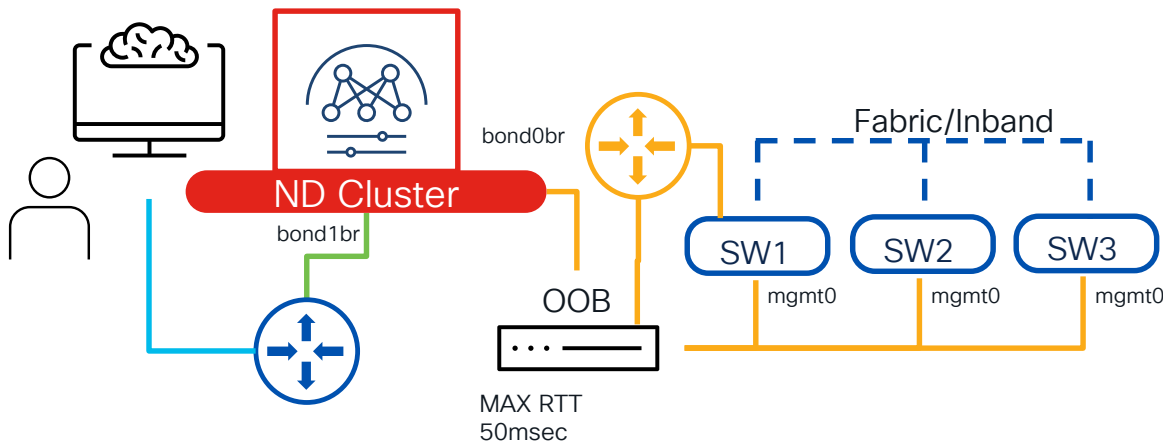 bond0br
Fabric/Inband
ND Cluster
bond1br
SW1
SW2
SW3
OOB
mgmt0
mgmt0
mgmt0
MAX RTT
50msec